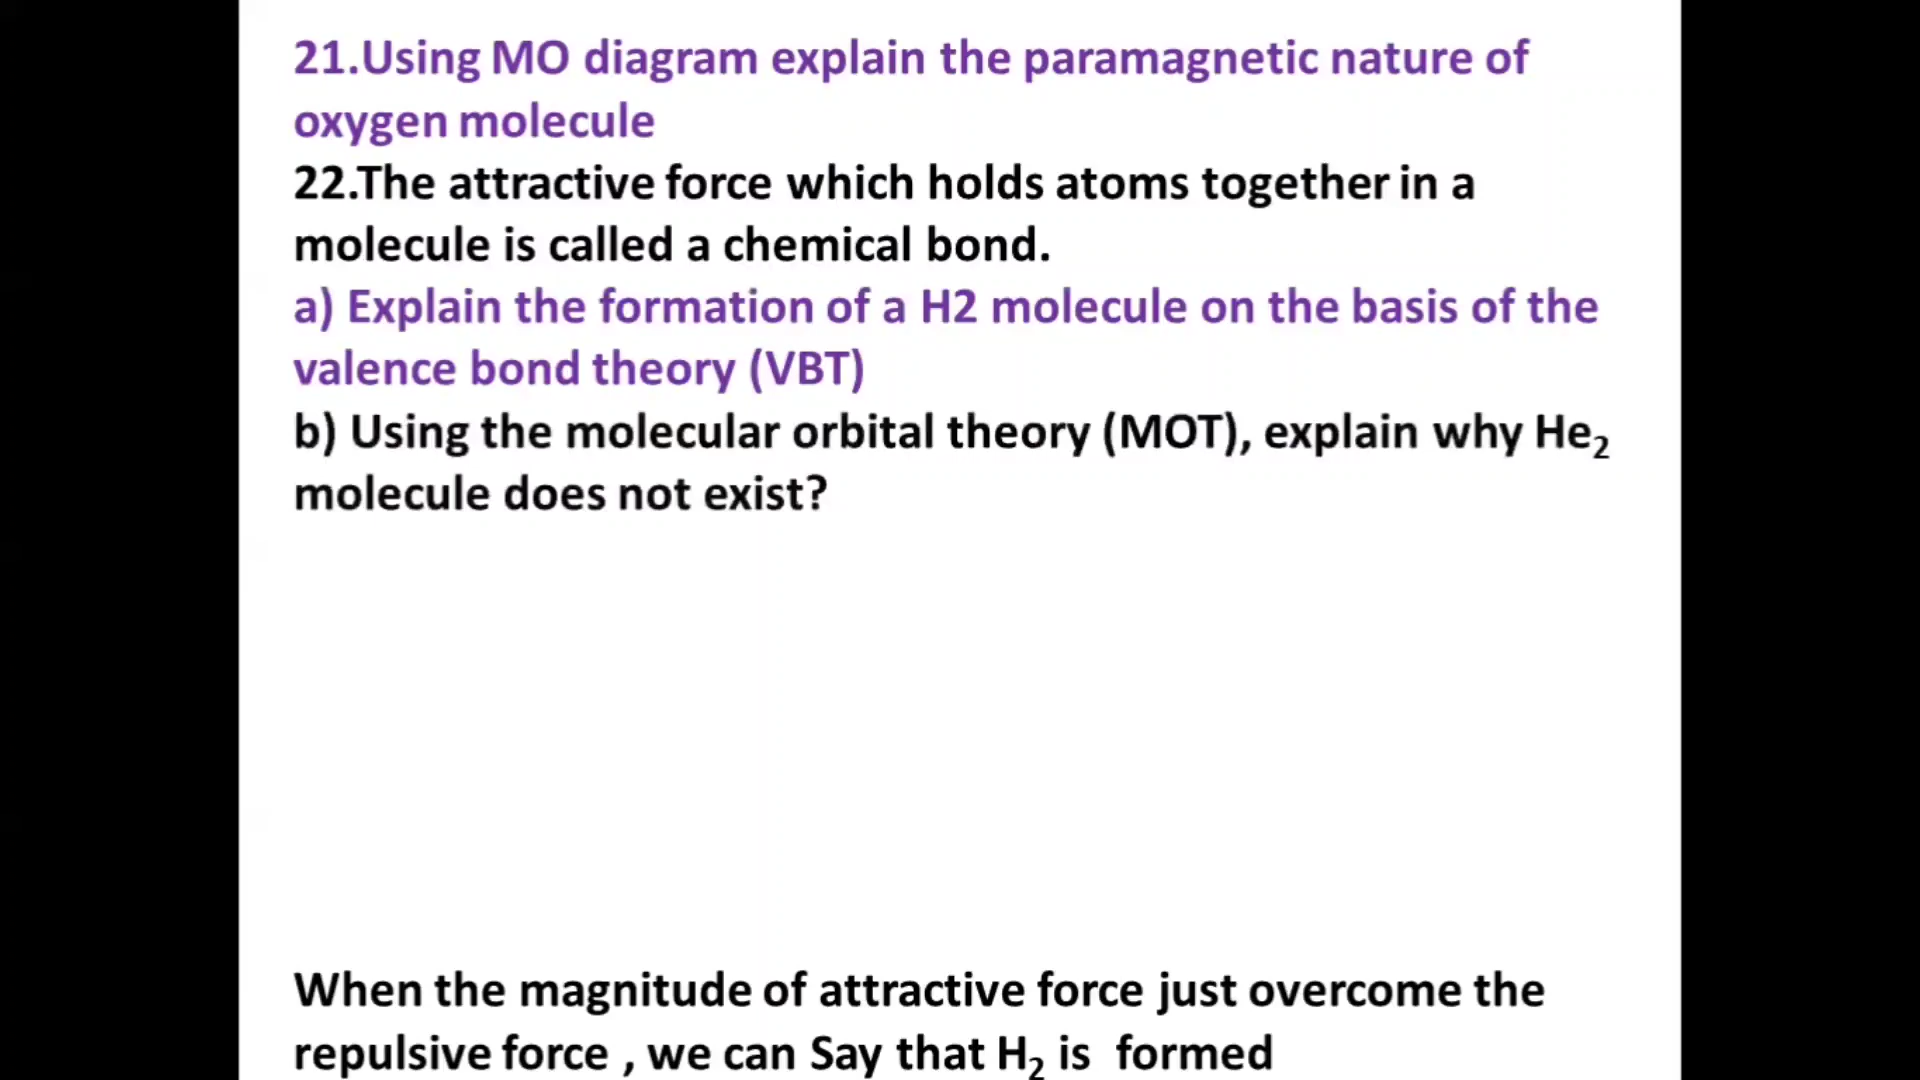 21.Using MO diagram explain the paramagnetic nature of
oxygen molecule
22.The attractive force which holds atoms together in a
molecule is called a chemical bond.
a) Explain the formation of a H2 molecule on the basis of the
valence bond theory (VBT)
b) Using the molecular orbital theory (MOT), explain why He₂
molecule does not exist?
When the magnitude of attractive force just overcome the
repulsive force , we can Say that H₂ is formed